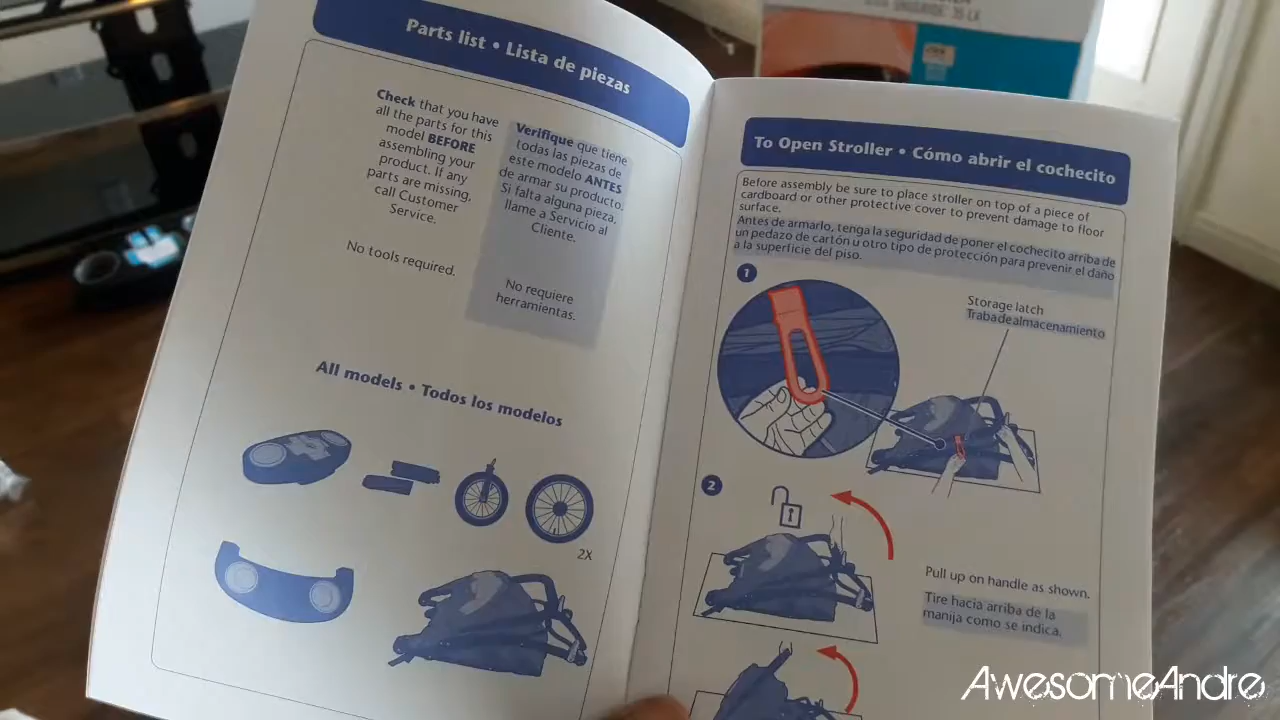 Parts list • Lista de piezas
Check that you have
all the parts for this
model BEFORE
assembling your
product. If any
parts are missing,
call Customer
Service.
No tools required.
Verifique que tiene
todas las piezas de
este modelo ANTES
de armar su producto.
Si falta alguna pieza,
llame a Servicio al
Cliente.
No requiere
herramientas.
All models • Todos los modelos
2X
To Open Stroller • Cómo abrir el cochecito
Before assembly be sure to place stroller on top of a piece of
cardboard or other protective cover to prevent damage to floor
surface.
Antes de armarlo, tenga la seguridad de poner el cochecito arriba de
un pedazo de cartón u otro tipo de protección para prevenir el daño
a la superficie del piso.
1
Storage latch
Traba de almacenamiento
2
Pull up on handle as shown.
Tire hacia arriba de la
manija como se indica.
AwesomeAndre